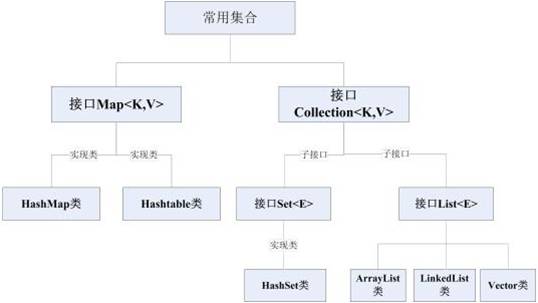 常用集合
接口Map<K,V>
接口
Collection<K,V>
实现类
实现类
子接口
子接口
HashMap类
Hashtable类
接口Set<E>
接口List<E>
实现类
HashSet类
ArrayList
类
LinkedList
类
Vector类